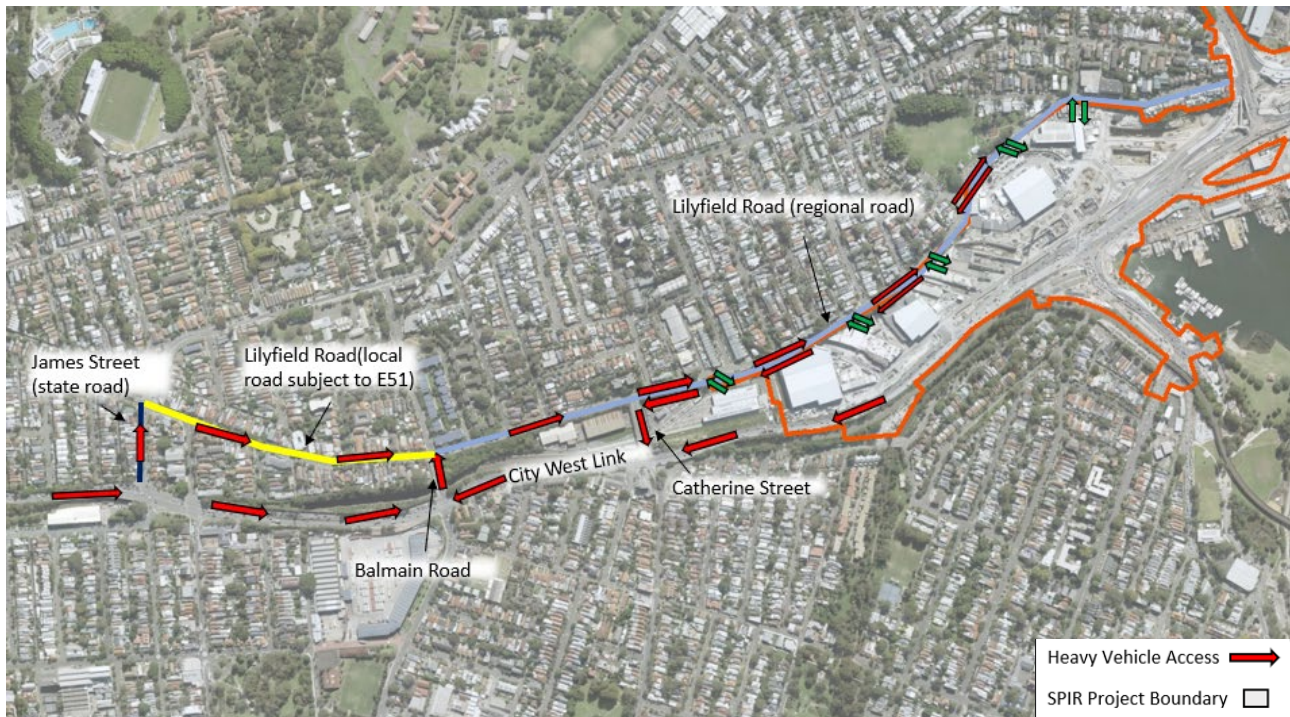 Lilyfield Road (regional road)
James Street
(state road)
Lilyfield Road(local
road subject to E51)
City West Link
Catherine Street
Balmain Road
Heavy Vehicle Access
SPIR Project Boundary